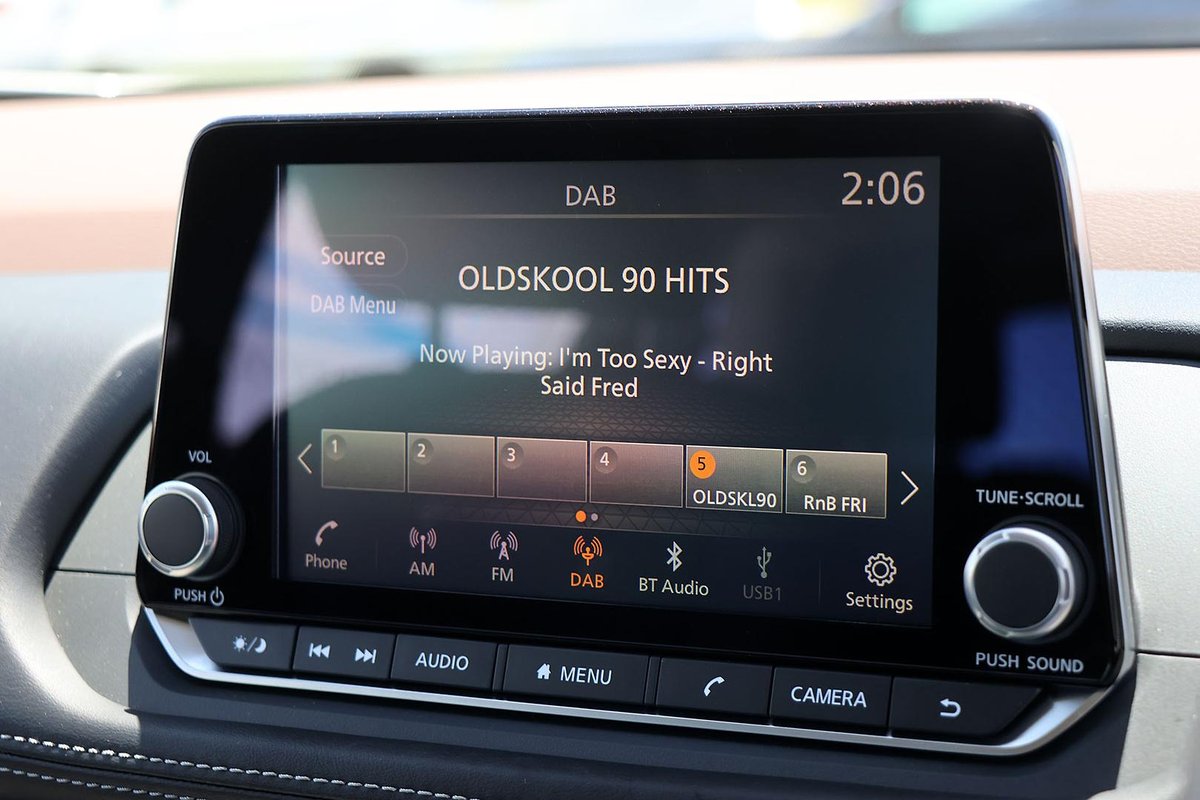 DAB
2:06
Source
OLDSKOOL 90 HITS
DAB Menu
Now Playing: I'm Too Sexy - Right
Said Fred
1
2
3
4
5
OLDSKL90
6
RnB FRI
Phone
AM
FM
DAB
BT Audio
USB1
Settings
VOL
PUSH
TUNE·SCROLL
PUSH SOUND
AUDIO
MENU
CAMERA